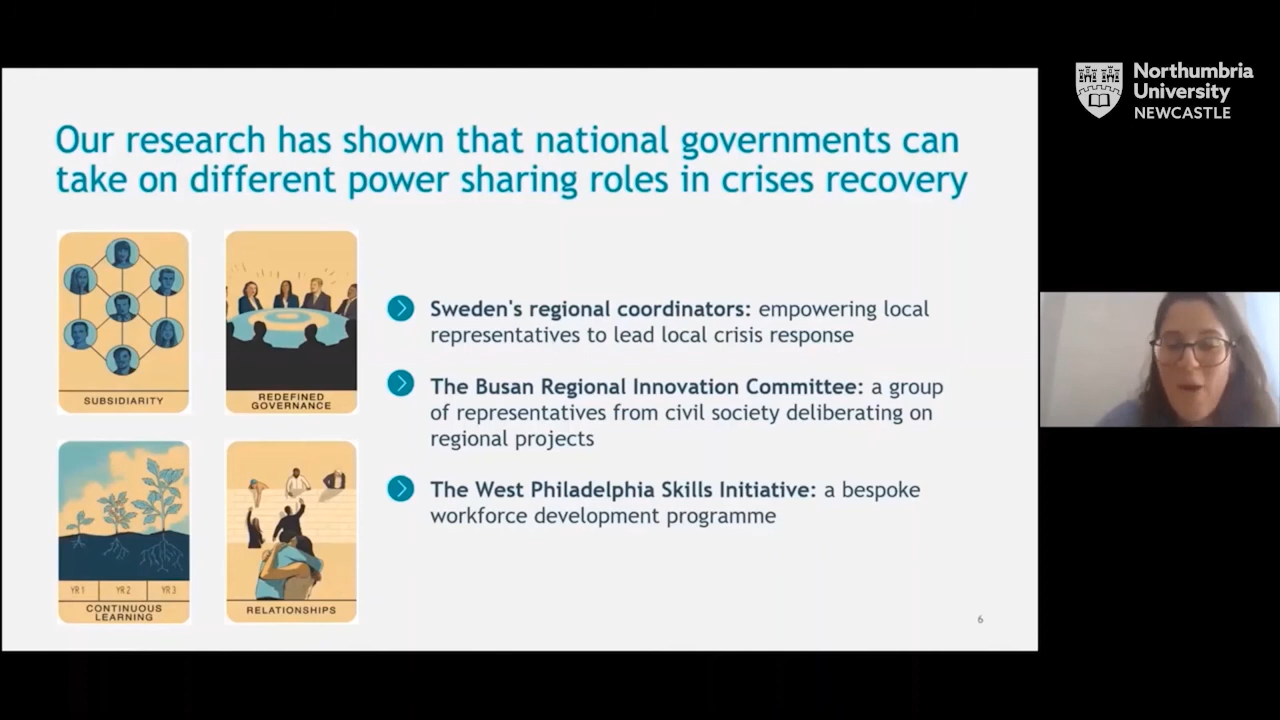 Northumbria
University
NEWCASTLE
Our research has shown that national governments can
take on different power sharing roles in crises recovery
SUBSIDIARITY
REDEFINED
GOVERNANCE
YR 1 YR 2 YR 3
CONTINUOUS
LEARNING
RELATIONSHIPS
Sweden's regional coordinators: empowering local
representatives to lead local crisis response
The Busan Regional Innovation Committee: a group
of representatives from civil society deliberating on
regional projects
The West Philadelphia Skills Initiative: a bespoke
workforce development programme
6